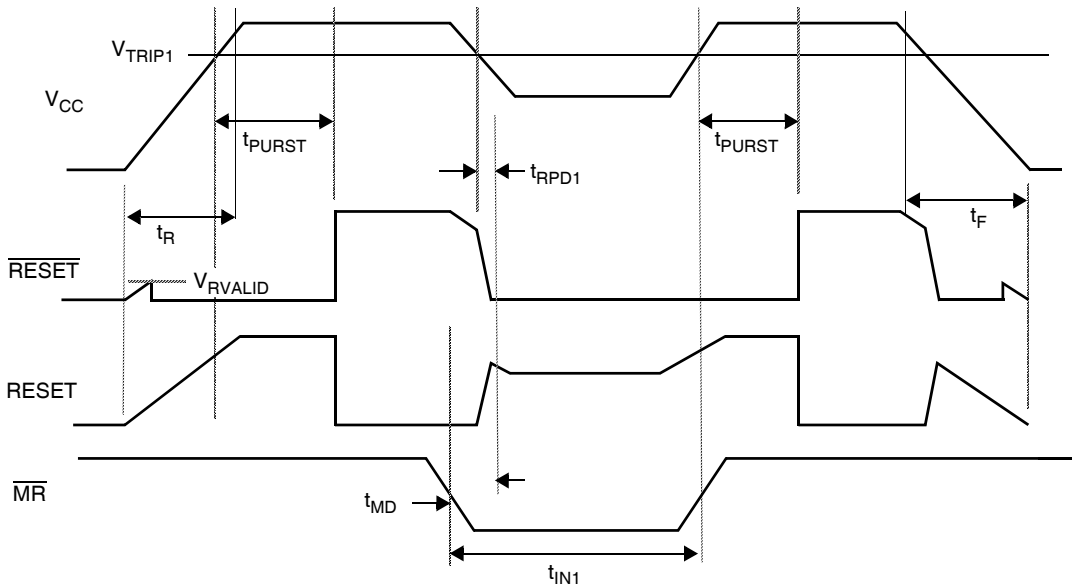 VTRIP1
VCC
tPURST
tPURST
tRPD1
tR
tF
RESET
VRVALID
RESET
MR
tMD
tIN1